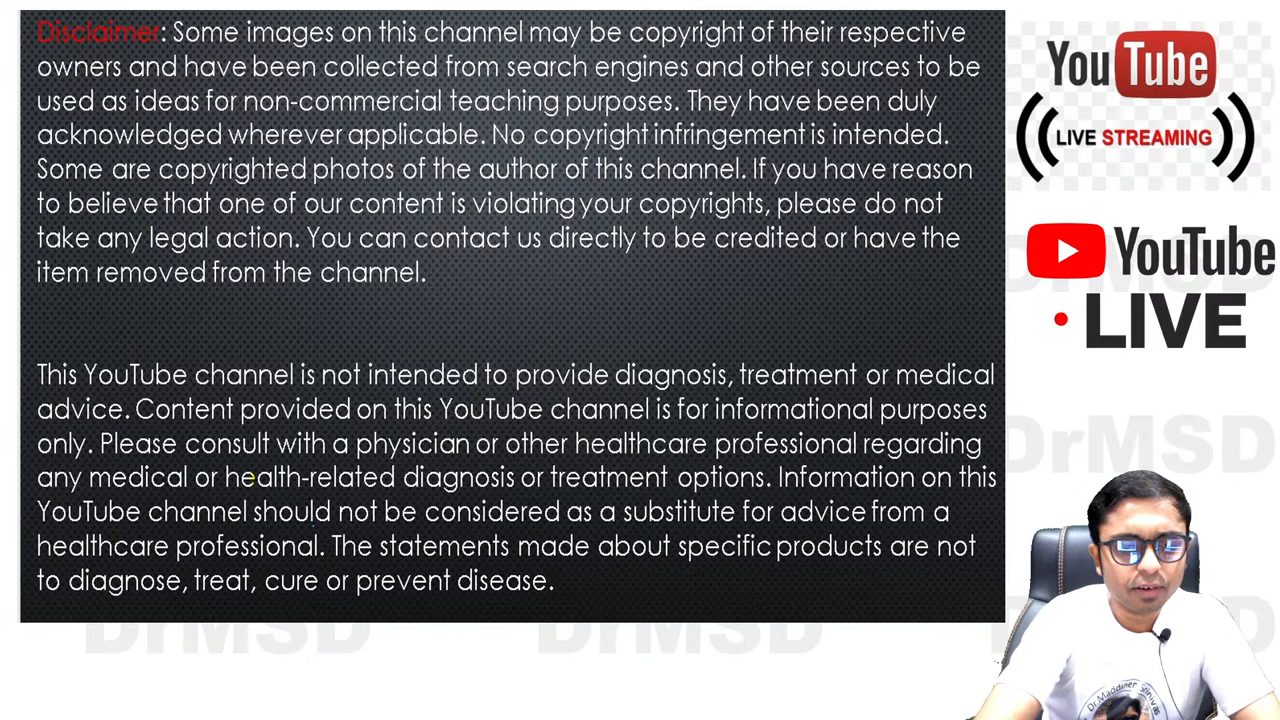 Disclaimer: Some images on this channel may be copyright of their respective
owners and have been collected from search engines and other sources to be
used as ideas for non-commercial teaching purposes. They have been duly
acknowledged wherever applicable. No copyright infringement is intended.
Some are copyrighted photos of the author of this channel. If you have reason
to believe that one of our content is violating your copyrights, please do not
take any legal action. You can contact us directly to be credited or have the
item removed from the channel.
This YouTube channel is not intended to provide diagnosis, treatment or medical
advice. Content provided on this YouTube channel is for informational purposes
only. Please consult with a physician or other healthcare professional regarding
any medical or health-related diagnosis or treatment options. Information on this
YouTube channel should not be considered as a substitute for advice from a
healthcare professional. The statements made about specific products are not
to diagnose, treat, cure or prevent disease.
YouTube
LIVE STREAMING
YouTube
LIVE
DrMSD
DrMSD
DrMSD
DrMSD
DrMSD
Dr.Maddiner Srinivas